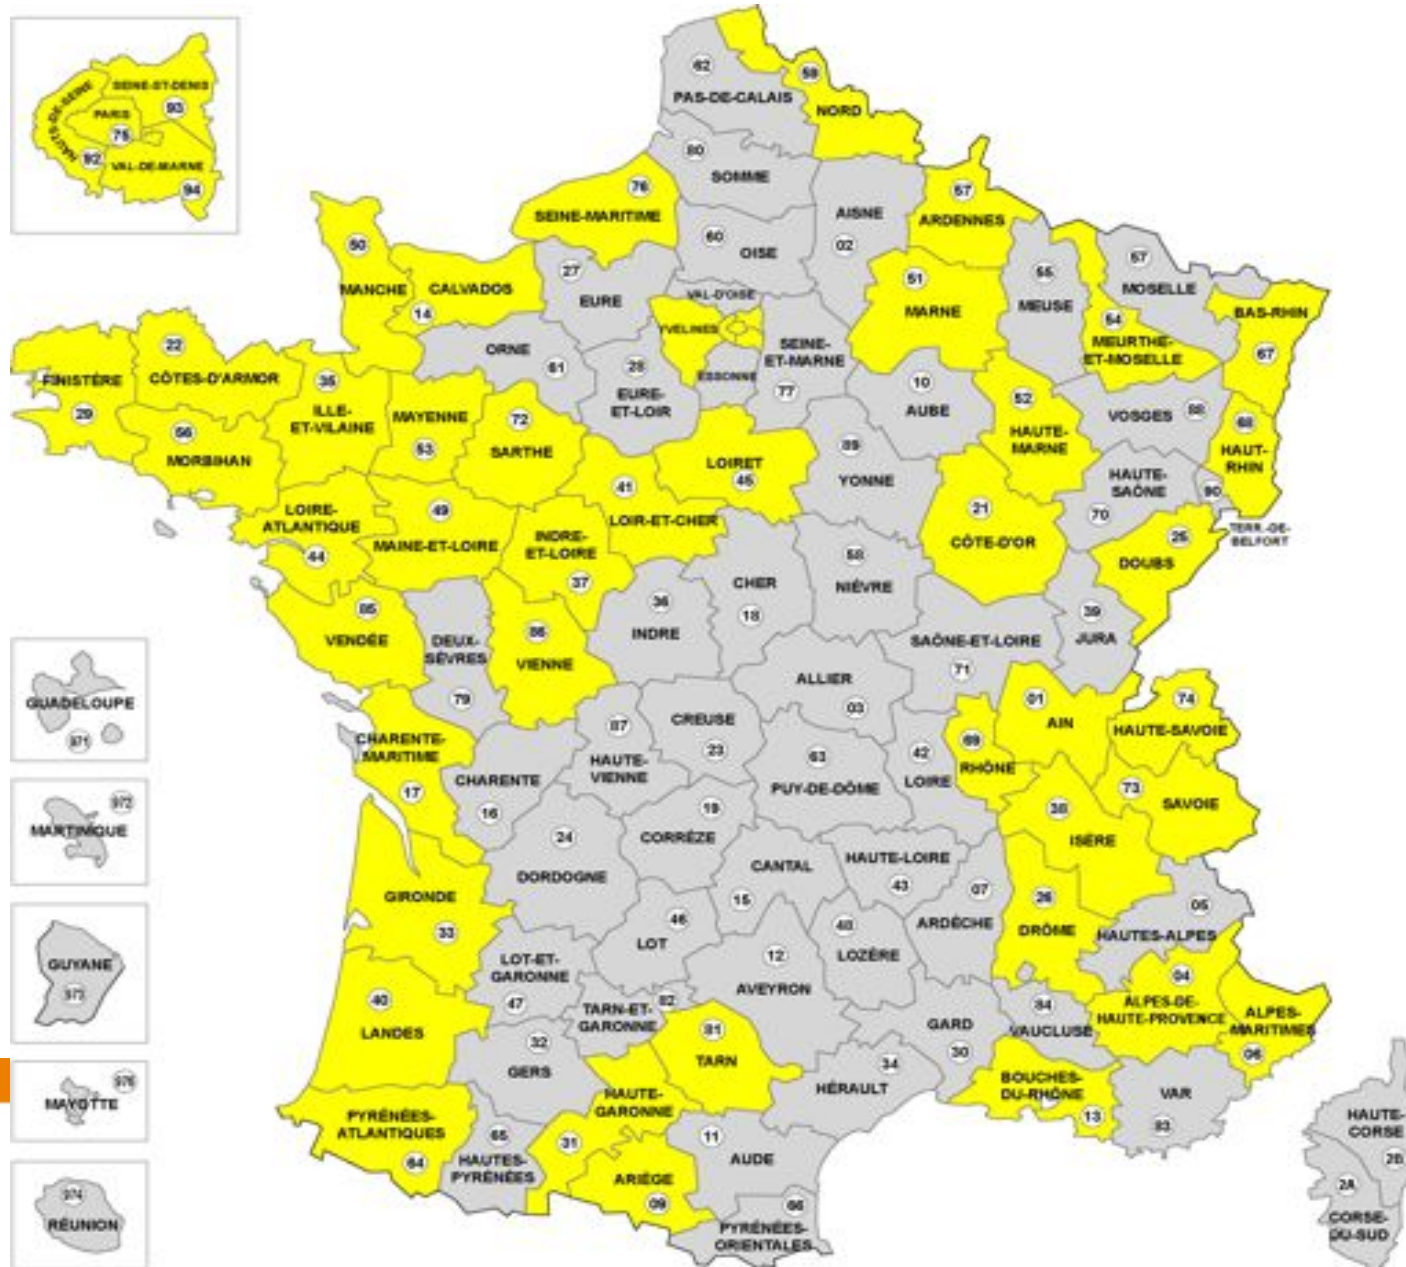 SEINE-ST-DENIS
93
HAUTS-DE-SEINE
PARIS
75
92
VAL-DE-MARNE
94
62
PAS-DE-CALAIS
59
NORD
80
SOMME
76
SEINE-MARITIME
60
OISE
AISNE
02
57
ARDENNES
50
MANCHE
CALVADOS
14
27
EURE
VAL-D'OISE
YVELINES
ESSONNE
SEINE-
ET-MARNE
77
51
MARNE
55
MEUSE
57
MOSELLE
54
MEURTHE-
ET-MOSELLE
BAS-RHIN
67
ORNE
61
28
EURE-
ET-LOIR
10
AUBE
52
HAUTE-
MARNE
VOSGES
88
68
HAUT-
RHIN
FINISTÈRE
29
22
CÔTES-D'ARMOR
56
MORBIHAN
35
ILLE-
ET-VILAINE
MAYENNE
53
72
SARTHE
41
LOIR-ET-CHER
LOIRET
45
89
YONNE
21
CÔTE-D'OR
HAUTE-
SAÔNE
70
90
TERR.-DE-
BELFORT
25
DOUBS
LOIRE-
ATLANTIQUE
44
49
MAINE-ET-LOIRE
INDRE-
ET-LOIRE
37
CHER
18
58
NIÈVRE
39
JURA
85
VENDÉE
DEUX-
SÈVRES
79
86
VIENNE
36
INDRE
SAÔNE-ET-LOIRE
71
ALLIER
03
GUADELOUPE
971
CHARENTE-
MARITIME
17
CHARENTE
16
87
HAUTE-
VIENNE
CREUSE
23
63
PUY-DE-DÔME
42
LOIRE
69
RHÔNE
01
AIN
74
HAUTE-SAVOIE
73
SAVOIE
38
ISÈRE
MARTINIQUE
972
24
DORDOGNE
19
CORRÈZE
CANTAL
15
HAUTE-LOIRE
43
07
ARDÈCHE
26
DRÔME
05
HAUTES-ALPES
GIRONDE
33
LOT-ET-
GARONNE
47
46
LOT
12
AVEYRON
48
LOZÈRE
GUYANE
973
40
LANDES
32
GERS
TARN-ET-
GARONNE
82
81
TARN
GARD
30
84
VAUCLUSE
04
ALPES-DE-
HAUTE-PROVENCE
ALPES-
MARITIMES
06
MAYOTTE
976
PYRÉNÉES-
ATLANTIQUES
64
65
HAUTES-
PYRÉNÉES
HAUTE-
GARONNE
31
ARIÈGE
09
11
AUDE
34
HÉRAULT
BOUCHES-
DU-RHÔNE
13
VAR
83
66
PYRÉNÉES-
ORIENTALES
HAUTE-
CORSE
2B
2A
CORSE-
DU-SUD
974
RÉUNION